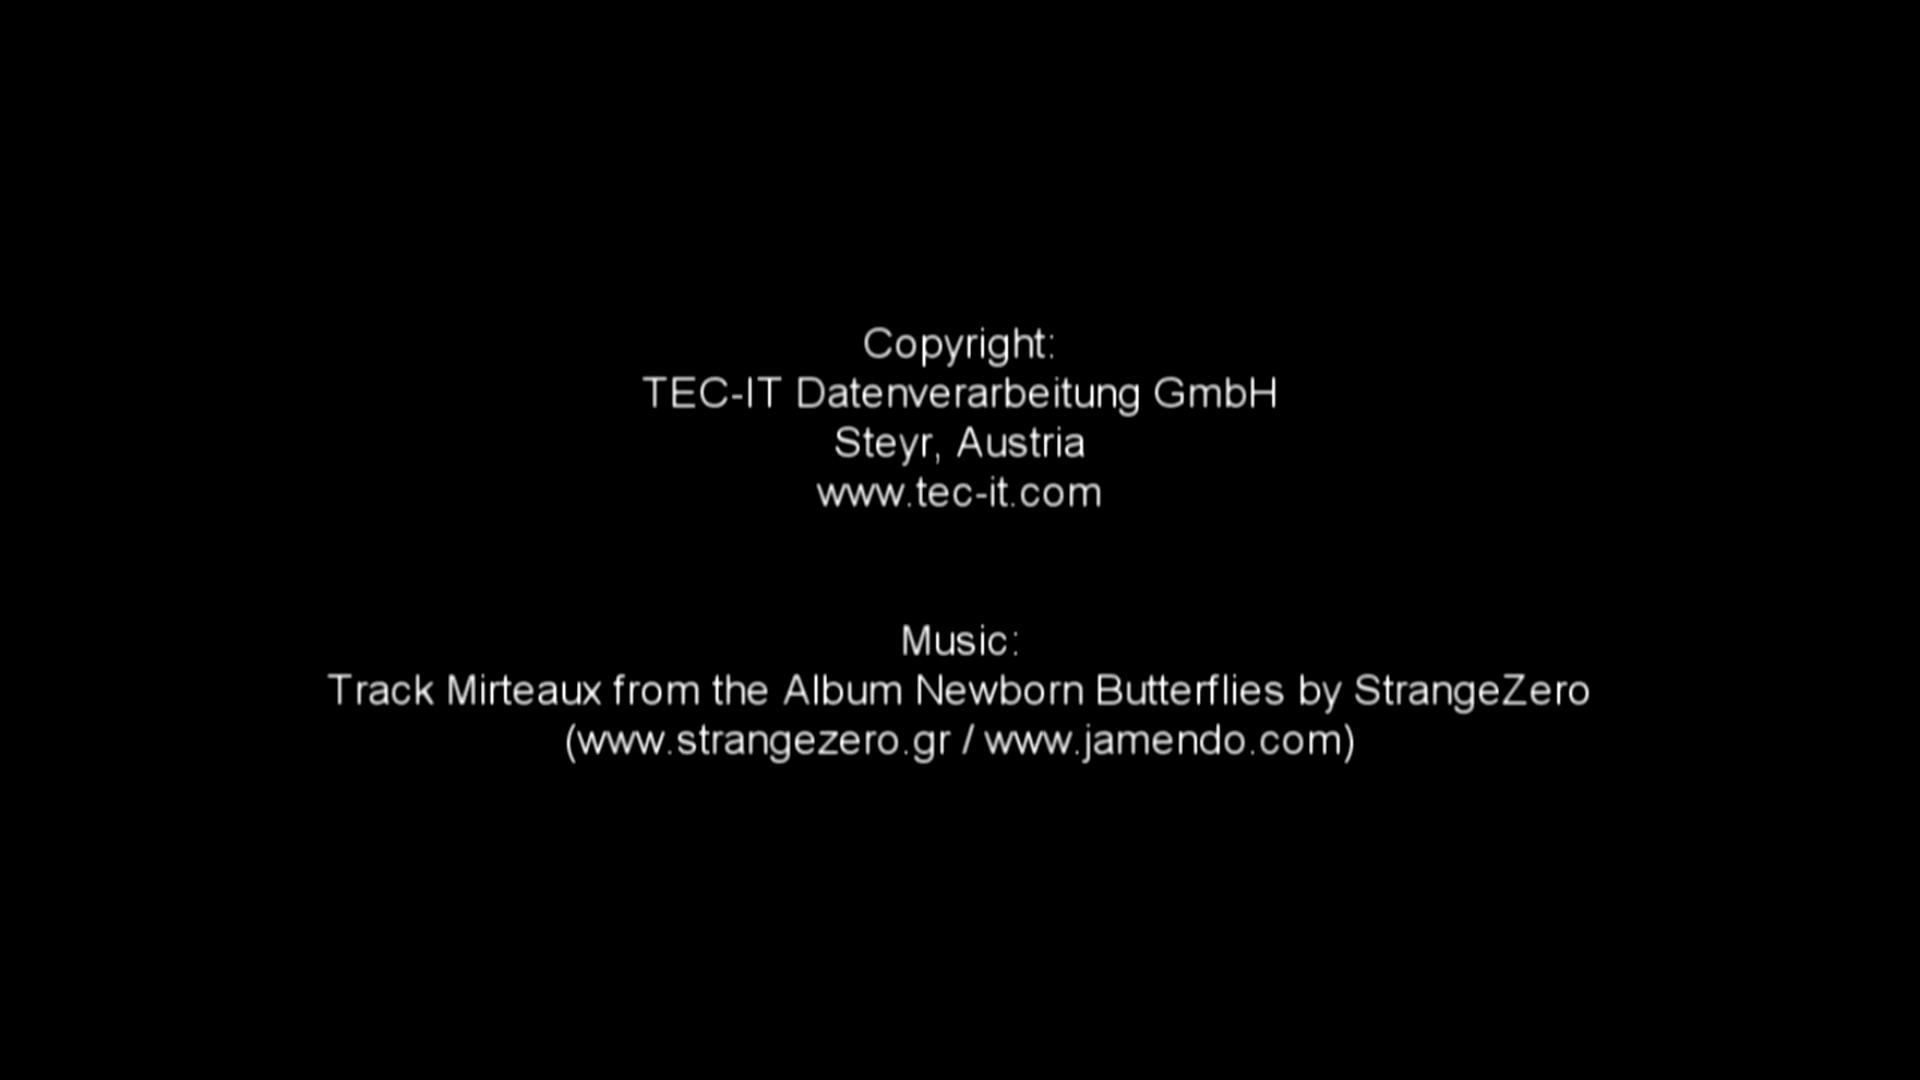 Copyright:
TEC-IT Datenverarbeitung GmbH
Steyr, Austria
www.tec-it.com
Music:
Track Mirteaux from the Album Newborn Butterflies by StrangeZero
(www.strangezero.gr / www.jamendo.com)